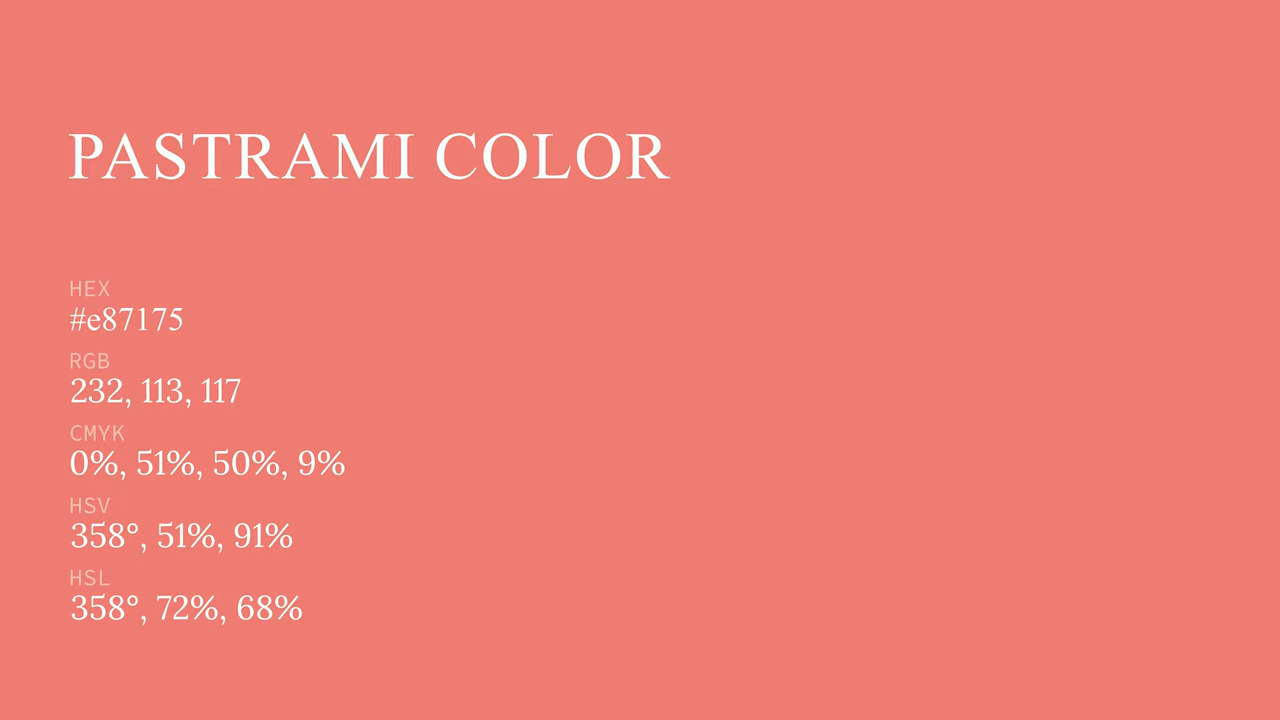 PASTRAMI COLOR
HEX
#e87175
RGB
232, 113, 117
CMYK
0%, 51%, 50%, 9%
HSV
358°, 51%, 91%
HSL
358°, 72%, 68%